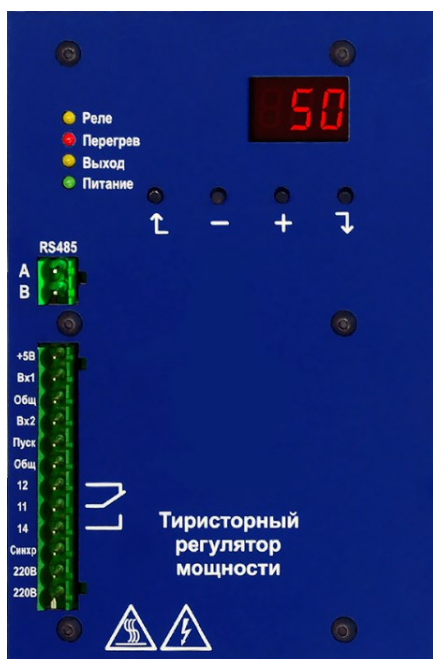 50
Реле
Перегрев
Выход
Питание
− +
RS485
A
B
+5В
Вх1
Общ
Вх2
Пуск
Общ
12
11
14
Синхр
220В
220В
Тиристорный
регулятор
мощности